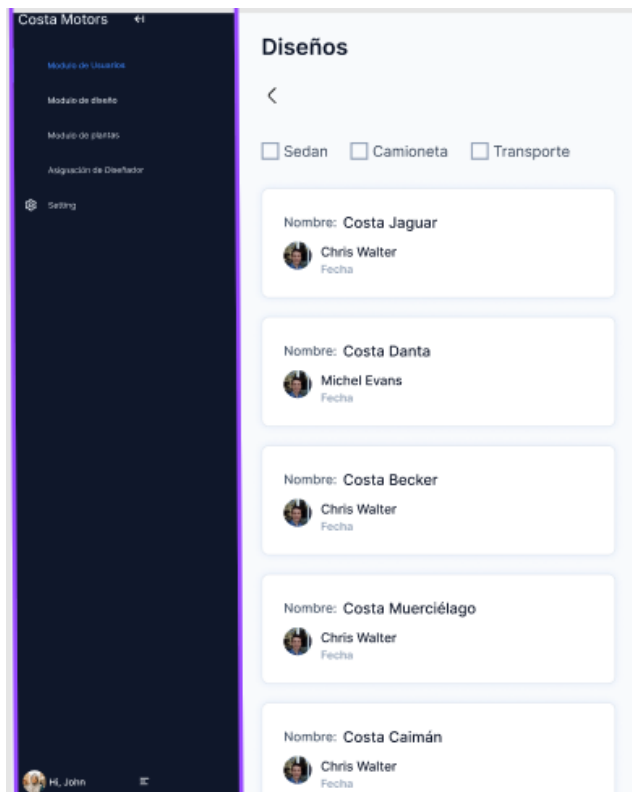 Costa Motors
Modulo de Usuarios
Modulo de diseño
Modulo de plantas
Asignación de Diseñador
Setting
Hi, John
Diseños
Sedan Camioneta Transporte
Nombre: Costa Jaguar
Chris Walter
Fecha
Nombre: Costa Danta
Michel Evans
Fecha
Nombre: Costa Becker
Chris Walter
Fecha
Nombre: Costa Muerciélago
Chris Walter
Fecha
Nombre: Costa Caimán
Chris Walter
Fecha